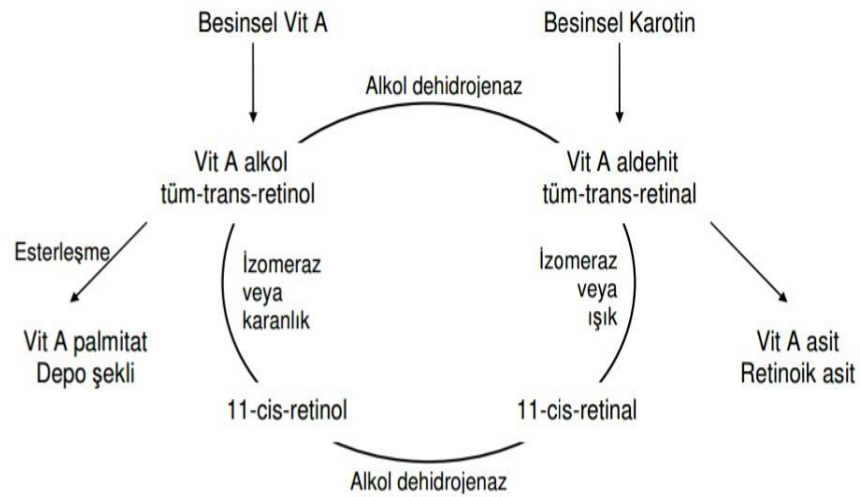 Besinsel Vit A
Besinsel Karotin
Alkol dehidrojenaz
Vit A alkol
tüm-trans-retinol
Vit A aldehit
tüm-trans-retinal
Esterleşme
İzomeraz
veya
karanlık
İzomeraz
veya
ışık
Vit A palmitat
Depo şekli
Vit A asit
Retinoik asit
11-cis-retinol
11-cis-retinal
Alkol dehidrojenaz